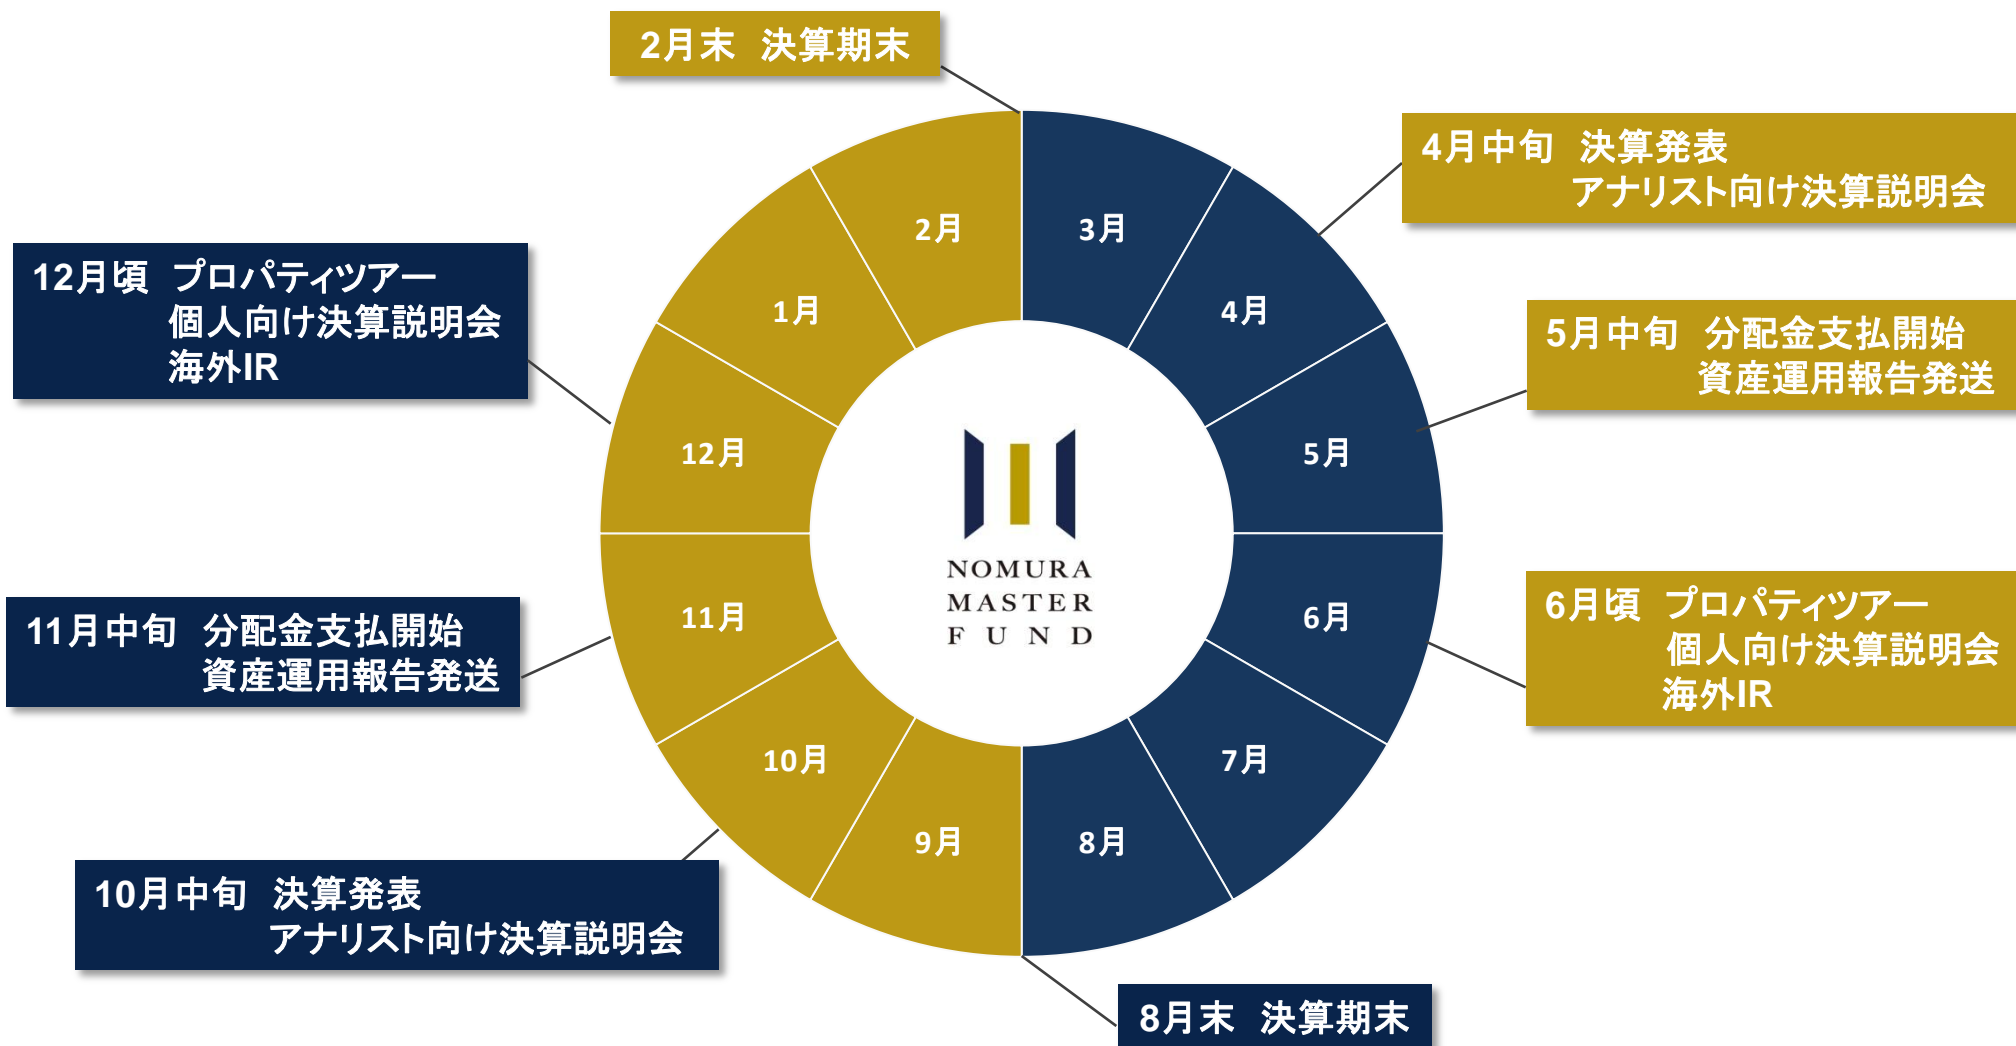 2月末 決算期末
4月中旬 決算発表
アナリスト向け決算説明会
5月中旬 分配金支払開始
資産運用報告発送
6月頃 プロパティツアー
個人向け決算説明会
海外IR
8月末 決算期末
10月中旬 決算発表
アナリスト向け決算説明会
11月中旬 分配金支払開始
資産運用報告発送
12月頃 プロパティツアー
個人向け決算説明会
海外IR
3月
4月
5月
6月
7月
8月
9月
10月
11月
12月
1月
2月
NOMURA
MASTER
FUND